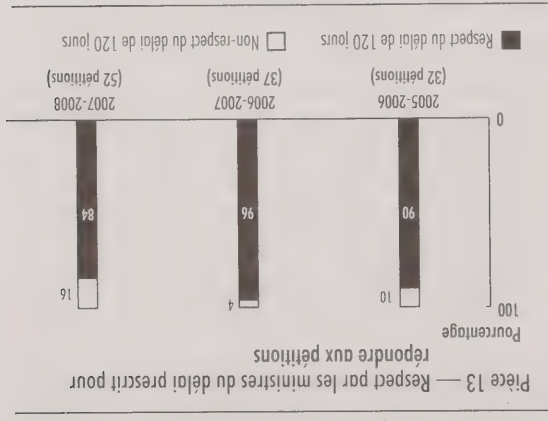 Pièce 13 — Respect par les ministres du délai prescrit pour
répondre aux pétitions
Pourcentage
100
10
4
16
90
96
84
0
2005-2006
(32 pétitions)
2006-2007
(37 pétitions)
2007-2008
(52 pétitions)
Respect du délai de 120 jours
Non-respect du délai de 120 jours